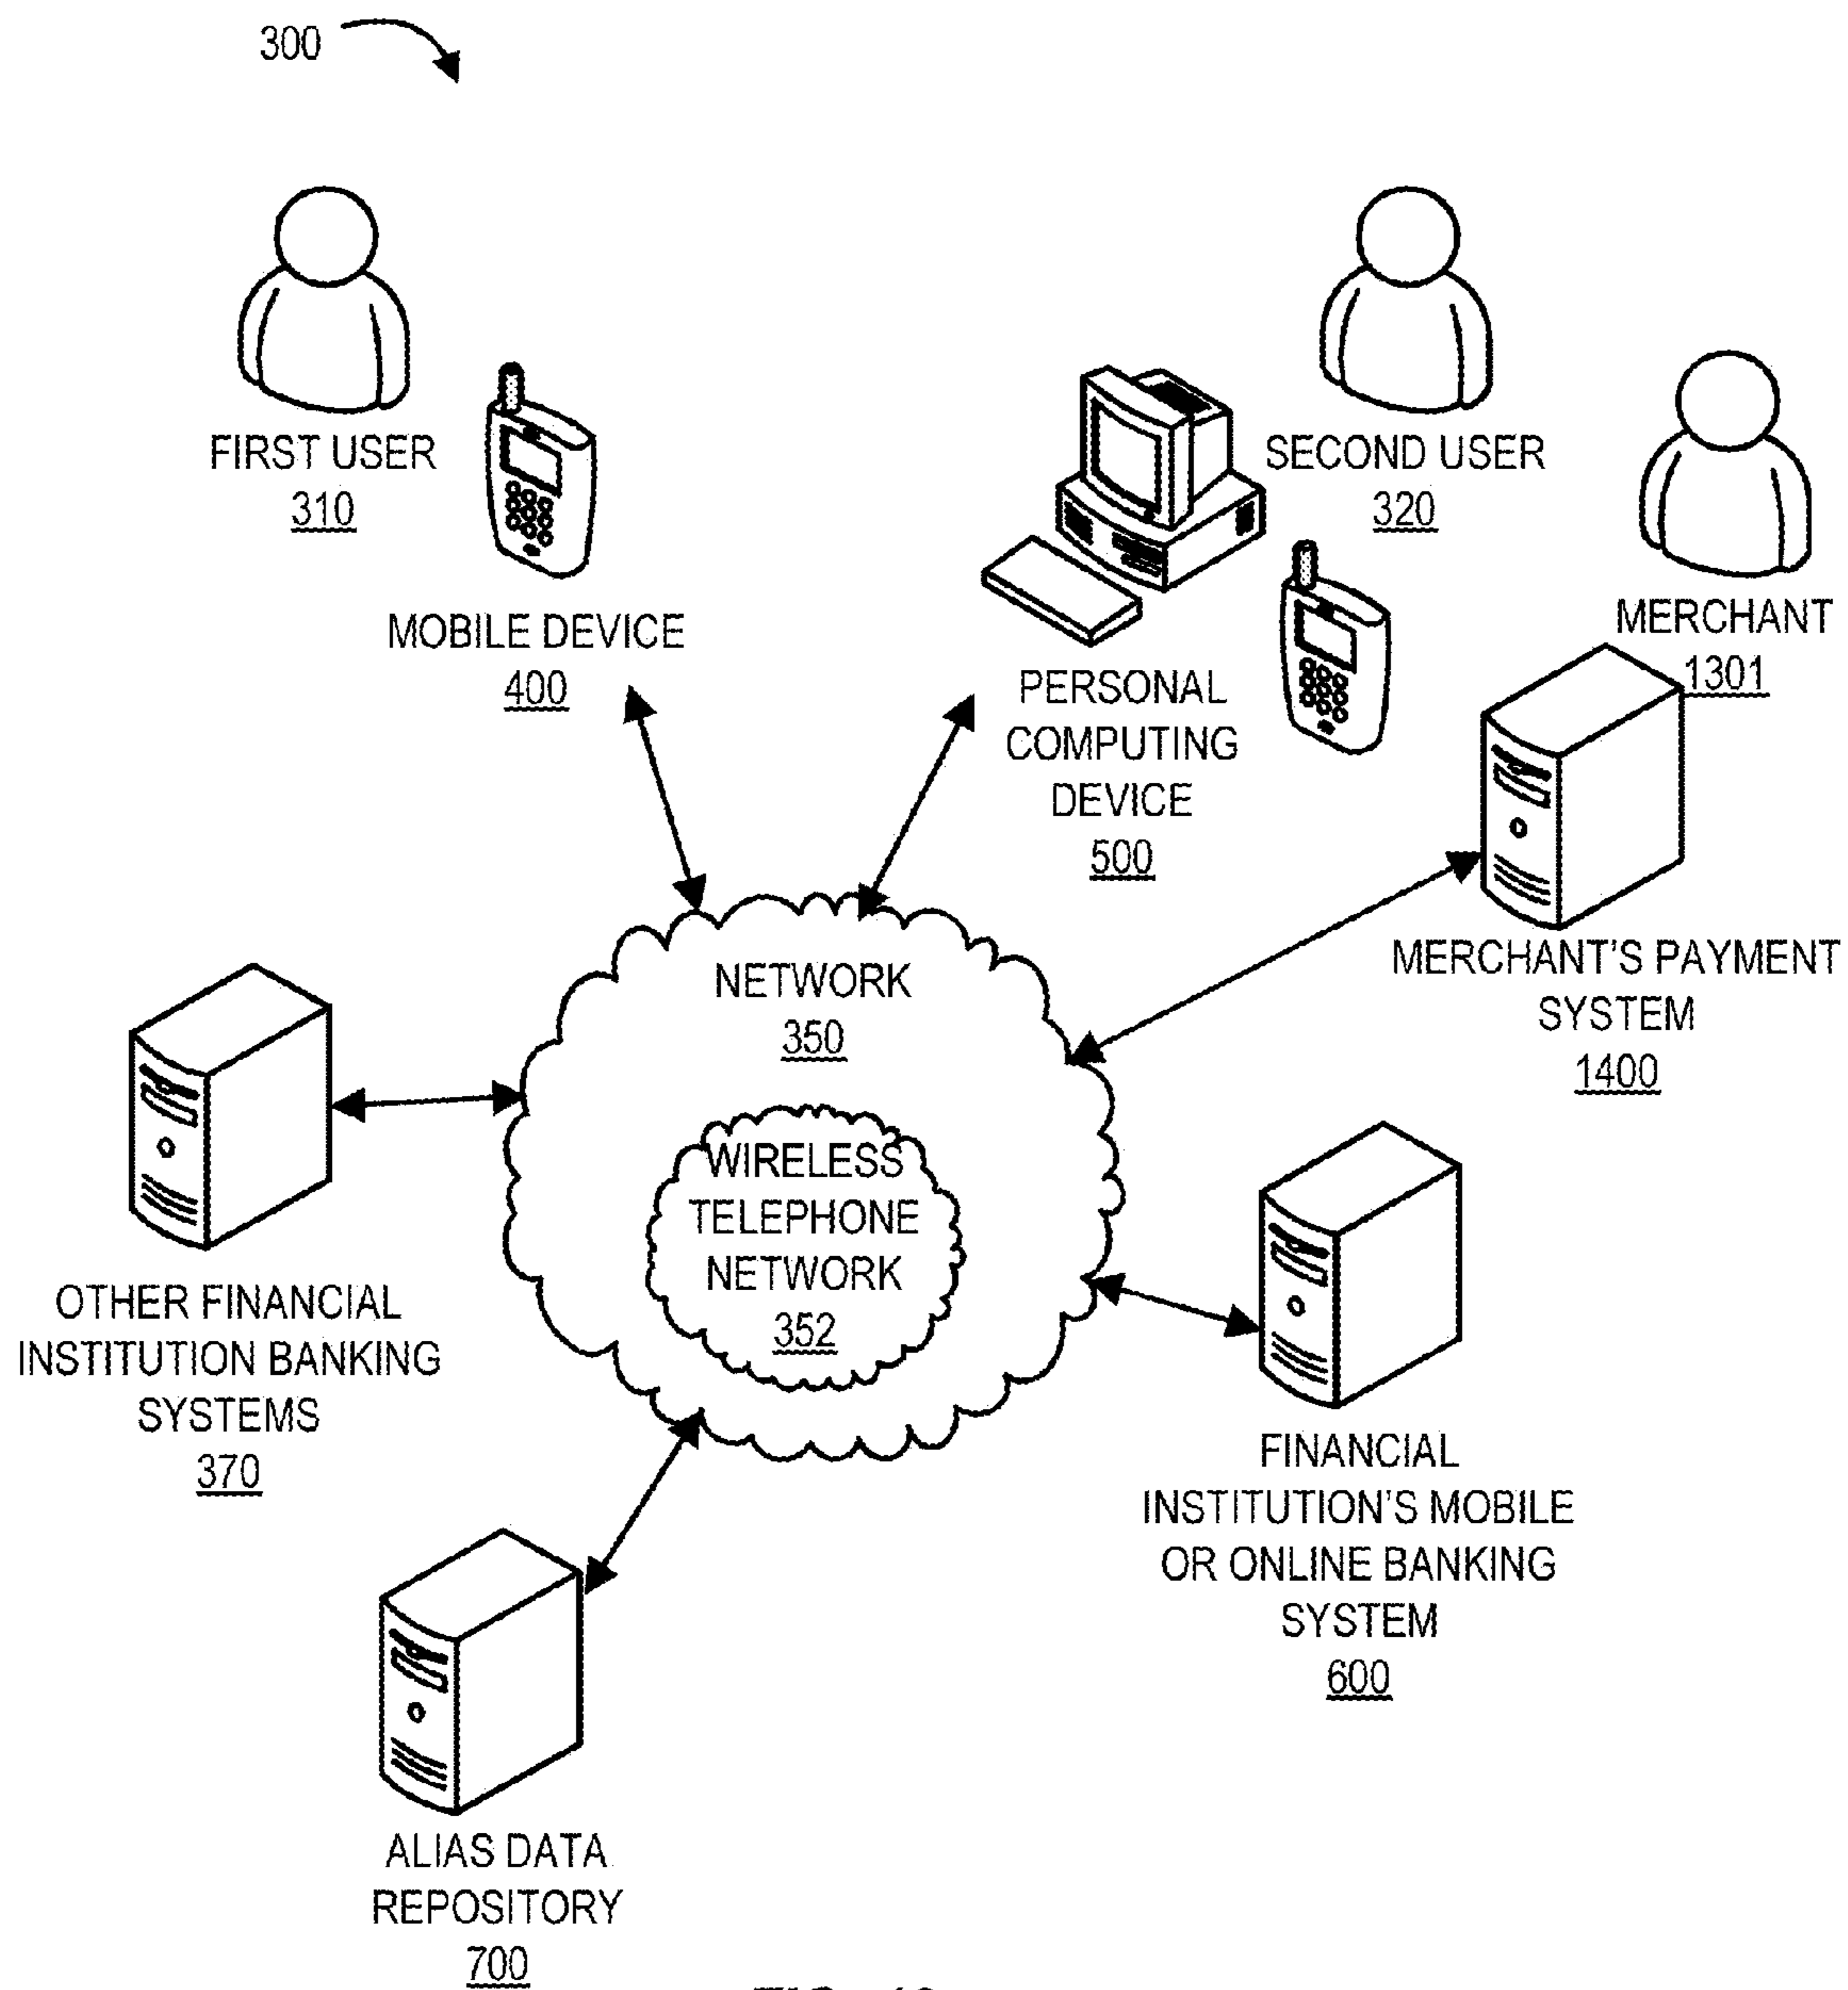 300
FIRST USER
310
MOBILE DEVICE
400
SECOND USER
320
PERSONAL
COMPUTING
DEVICE
500
MERCHANT
1301
MERCHANT'S PAYMENT
SYSTEM
1400
NETWORK
350
WIRELESS
TELEPHONE
NETWORK
352
OTHER FINANCIAL
INSTITUTION BANKING
SYSTEMS
370
FINANCIAL
INSTITUTION'S MOBILE
OR ONLINE BANKING
SYSTEM
600
ALIAS DATA
REPOSITORY
700